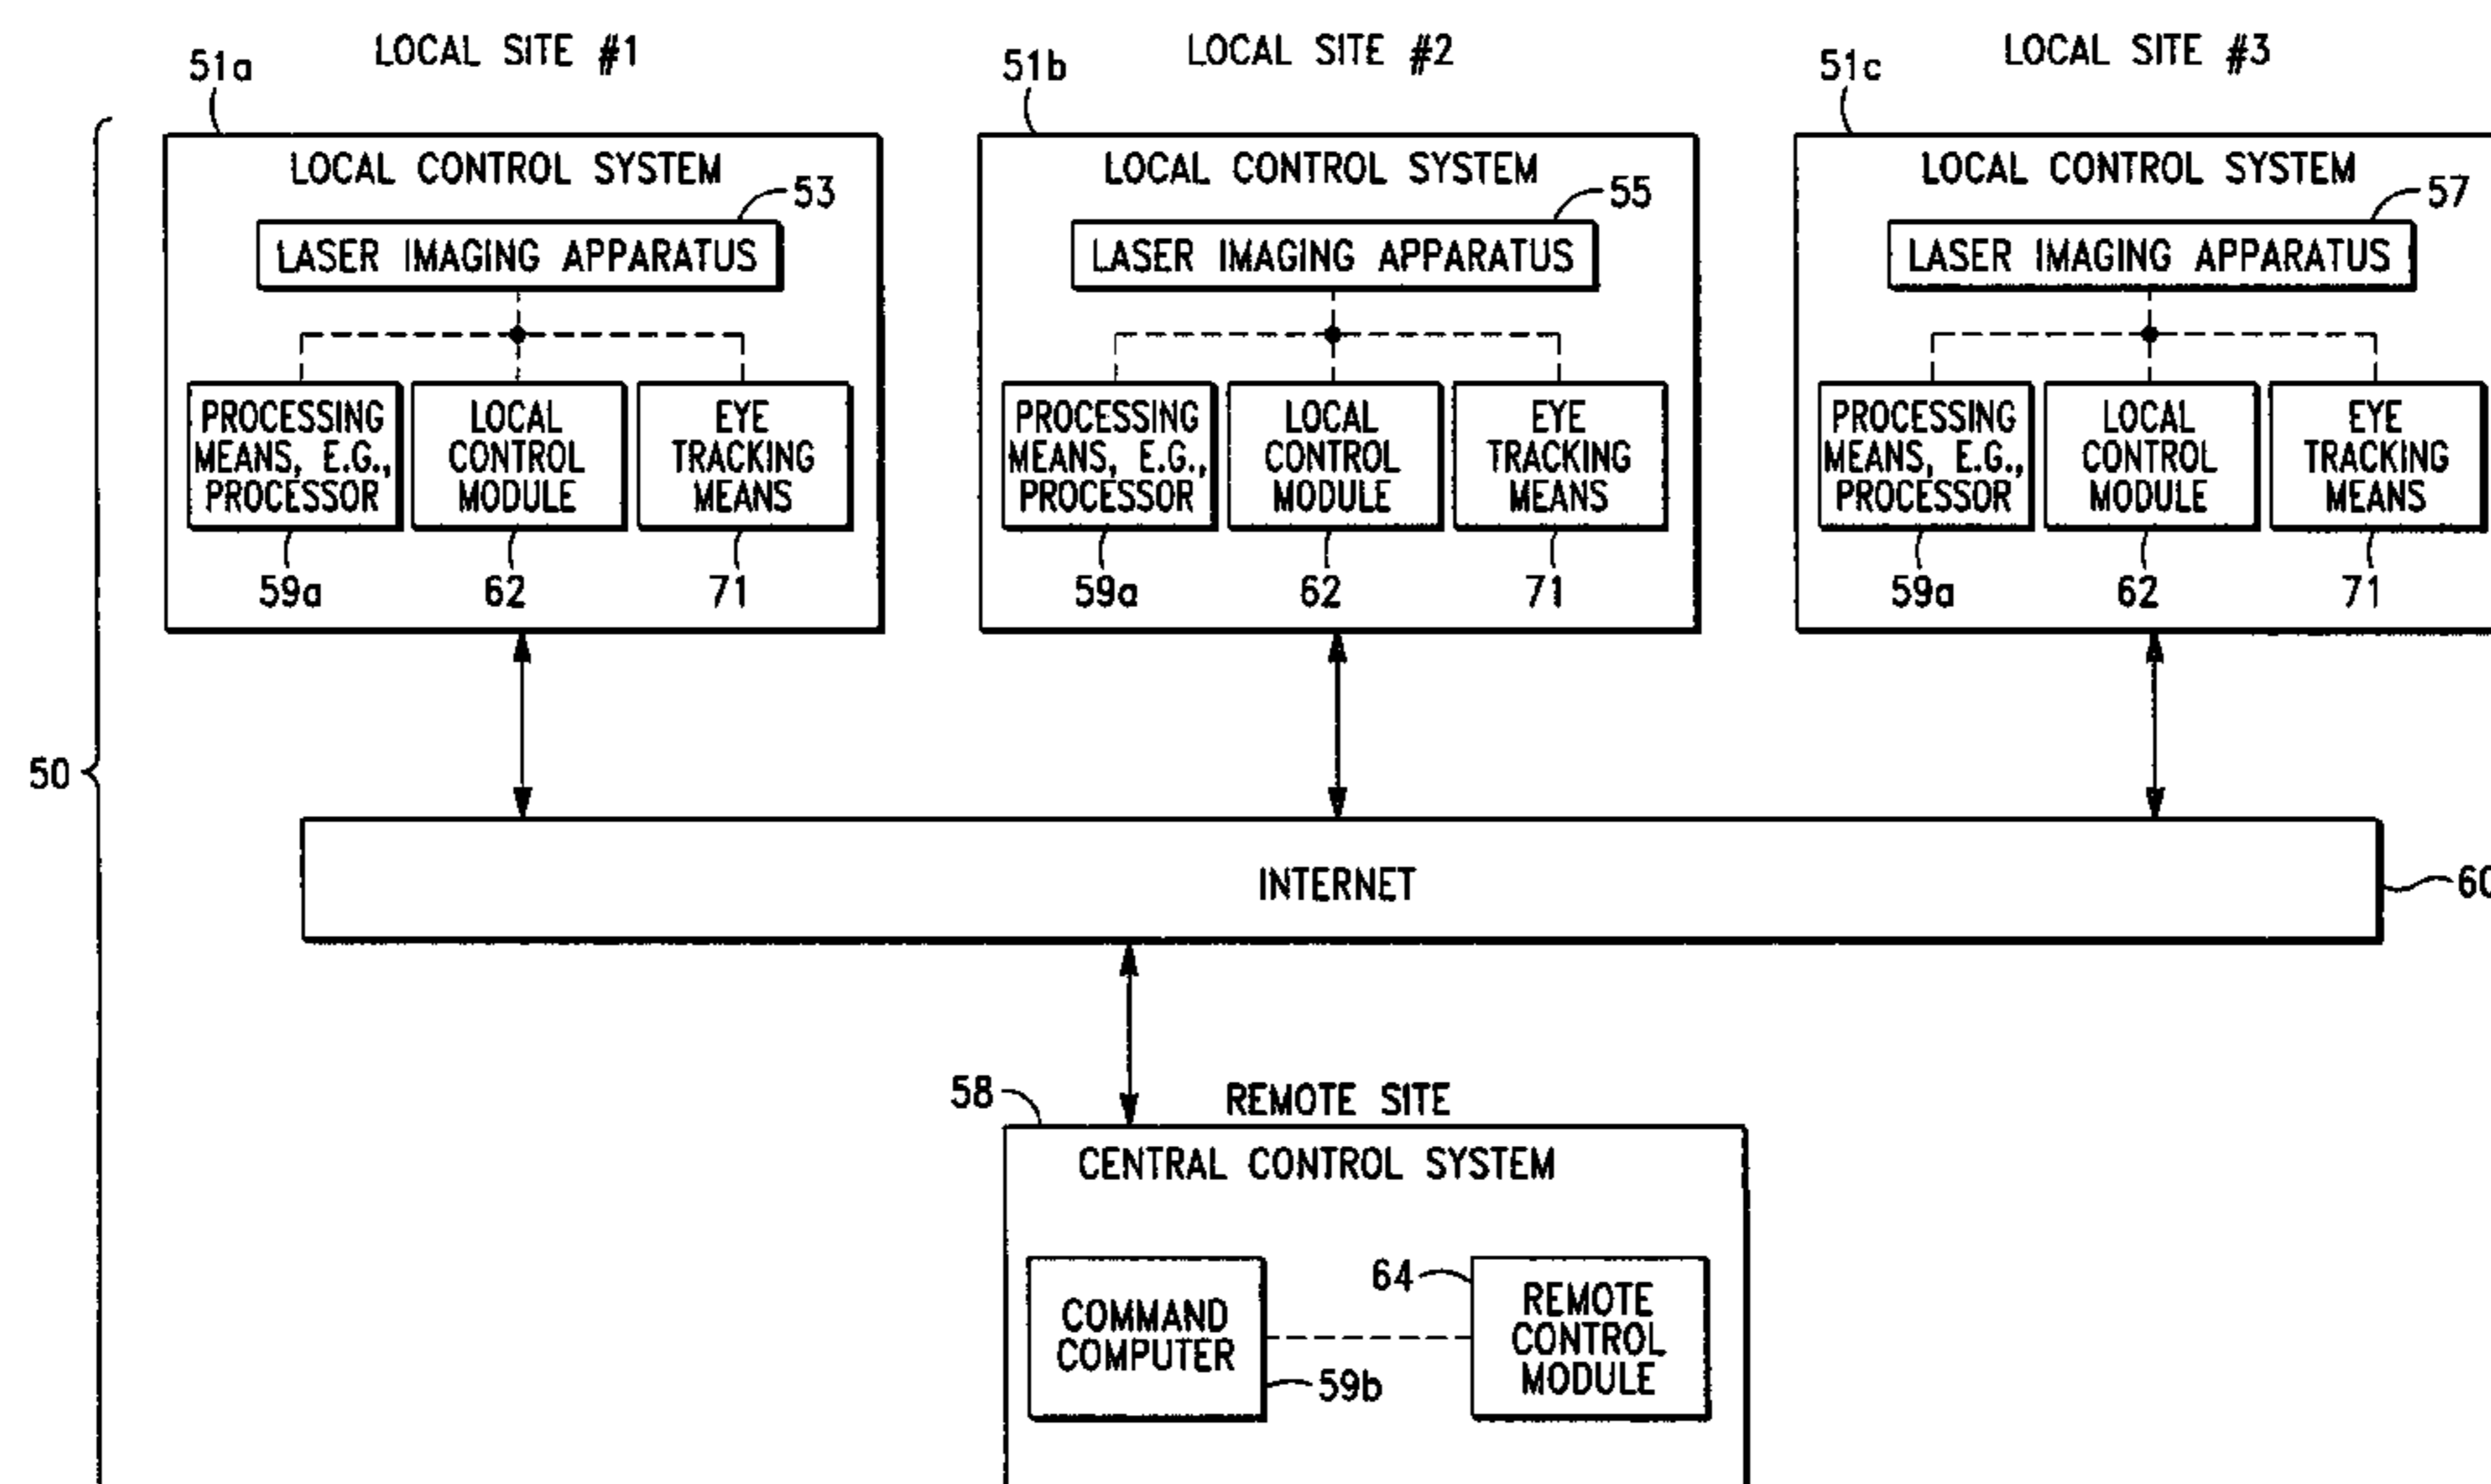 LOCAL SITE #1
LOCAL SITE #2
LOCAL SITE #3
51a
51b
51c
LOCAL CONTROL SYSTEM
53
LASER IMAGING APPARATUS
PROCESSING
MEANS, E.G.,
PROCESSOR
LOCAL
CONTROL
MODULE
EYE
TRACKING
MEANS
59a
62
71
LOCAL CONTROL SYSTEM
55
LASER IMAGING APPARATUS
PROCESSING
MEANS, E.G.,
PROCESSOR
LOCAL
CONTROL
MODULE
EYE
TRACKING
MEANS
59a
62
71
LOCAL CONTROL SYSTEM
57
LASER IMAGING APPARATUS
PROCESSING
MEANS, E.G.,
PROCESSOR
LOCAL
CONTROL
MODULE
EYE
TRACKING
MEANS
59a
62
71
50
INTERNET
60
58
REMOTE SITE
CENTRAL CONTROL SYSTEM
COMMAND
COMPUTER
59b
64
REMOTE
CONTROL
MODULE